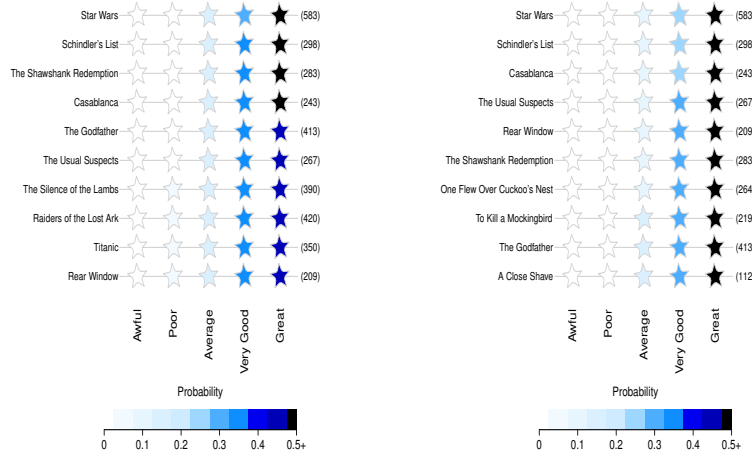 Star Wars (583)
Schindler's List (298)
The Shawshank Redemption (283)
Casablanca (243)
The Godfather (413)
The Usual Suspects (267)
The Silence of the Lambs (390)
Raiders of the Lost Ark (420)
Titanic (350)
Rear Window (209)
Awful Poor Average Very Good Great
Probability
0 0.1 0.2 0.3 0.4 0.5+
Star Wars (583
Schindler's List (298
Casablanca (243
The Usual Suspects (267
Rear Window (209
The Shawshank Redemption (283
One Flew Over Cuckoo's Nest (264
To Kill a Mockingbird (219
The Godfather (413
A Close Shave (112
Awful Poor Average Very Good Great
Probability
0 0.1 0.2 0.3 0.4 0.5+